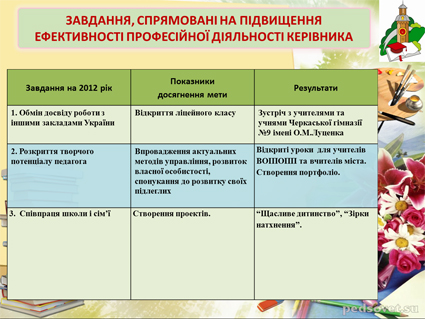 ЗАВДАННЯ, СПРЯМОВАНІ НА ПІДВИЩЕННЯ
ЕФЕКТИВНОСТІ ПРОФЕСІЙНОЇ ДІЯЛЬНОСТІ КЕРІВНИКА
Завдання на 2012 рік
Показники
досягнення мети
Результати
1. Обмін досвіду роботи з
іншими закладами України
Відкриття ліцейного класу
Зустріч з учителями та
учнями Черкаської гімназії
№9 імені О.М.Луценка
2. Розкриття творчого
потенціалу педагога
Впровадження актуальних
методів управління, розвиток
власної особистості,
спонукання до розвитку своїх
підлеглих
Відкриті уроки для учителів
ВОІПОПП та вчителів міста.
Створення портфоліо.
3. Співпраця школи і сім'ї
Створення проектів.
“Щасливе дитинство”, “Зірки
натхнення”.
pedsovet.su